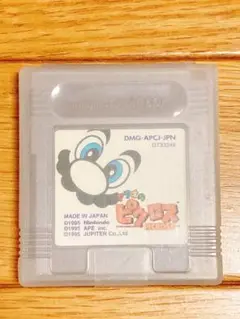 DMG-APCJ-JPN
ピクロス
MADE IN JAPAN
©1995 Nintendo
©1995 APE inc.
©1995 JUPITER Co.,Ltd